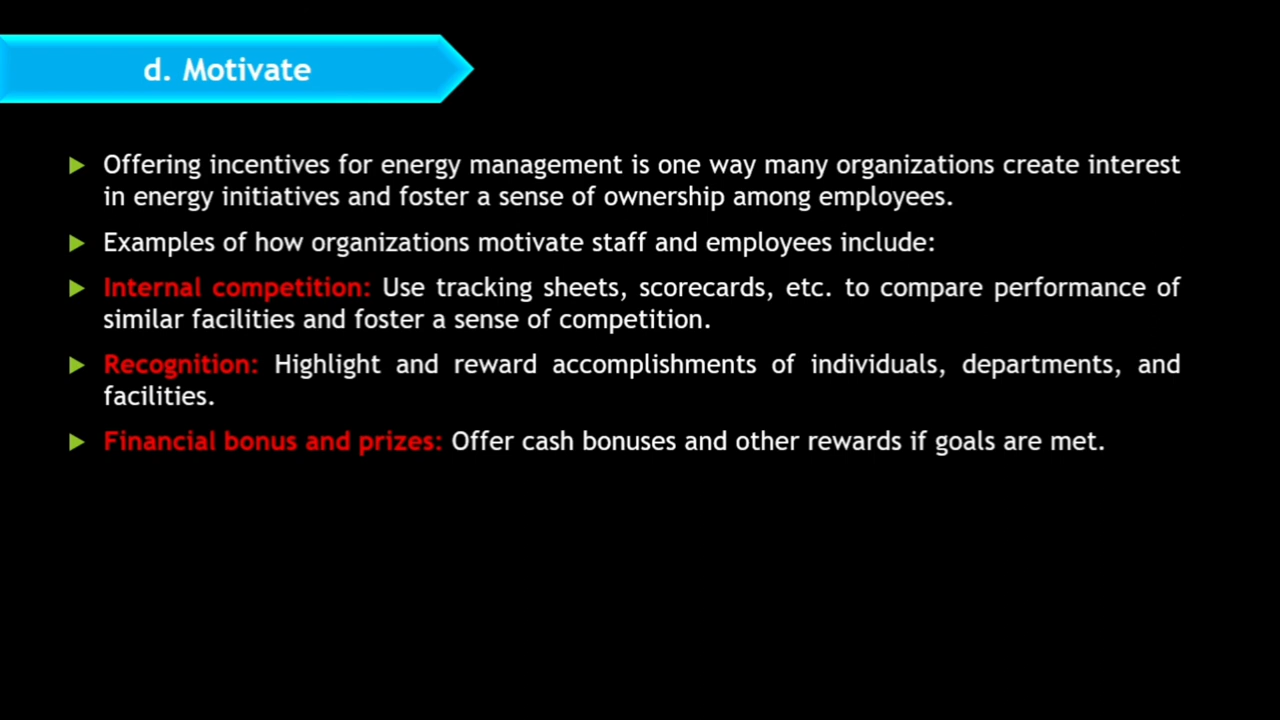 d. Motivate
Offering incentives for energy management is one way many organizations create interest
in energy initiatives and foster a sense of ownership among employees.
Examples of how organizations motivate staff and employees include:
Internal competition: Use tracking sheets, scorecards, etc. to compare performance of
similar facilities and foster a sense of competition.
Recognition: Highlight and reward accomplishments of individuals, departments, and
facilities.
Financial bonus and prizes: Offer cash bonuses and other rewards if goals are met.